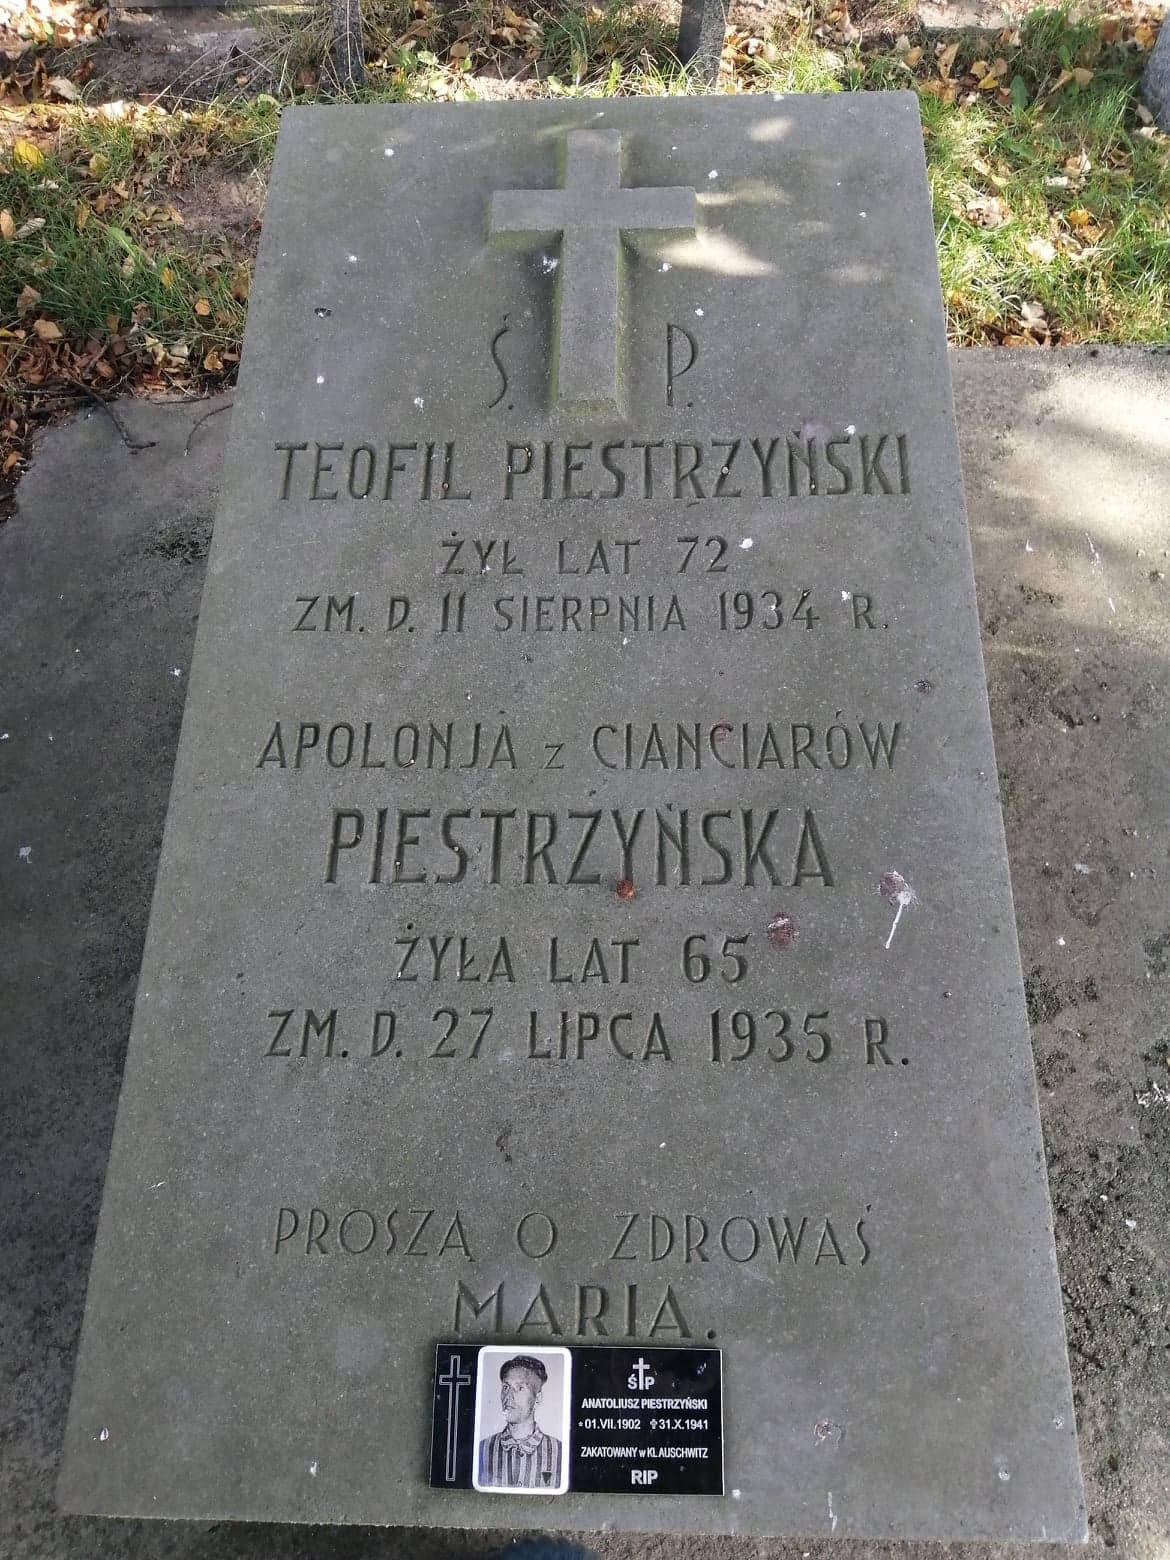 Ś. P.
TEOFIL PIESTRZYŃSKI
ŻYŁ LAT 72
ZM. D. 11 SIERPNIA 1934 R.
APOLONJA Z CIANCIARÓW
PIESTRZYŃSKA
ŻYŁA LAT 65
ZM. D. 27 LIPCA 1935 R.
PROSZĄ O ZDROWAŚ
MARIA.
ŚP
ANATOLIUSZ PIESTRZYŃSKI
*01.VII.1902 ✝31.X.1941
ZAKATOWANY w KL AUSCHWITZ
RIP